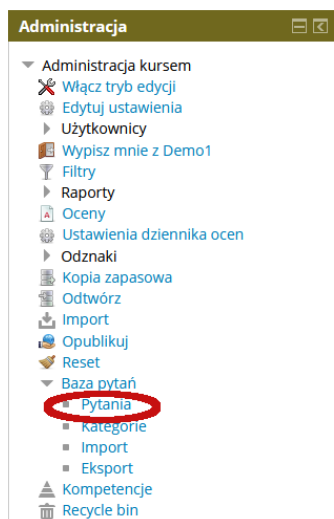 Administracja
Administracja kursem
Włącz tryb edycji
Edytuj ustawienia
Użytkownicy
Wypisz mnie z Demo1
Filtry
Raporty
Oceny
Ustawienia dziennika ocen
Odznaki
Kopia zapasowa
Odtwórz
Import
Opublikuj
Reset
Baza pytań
Pytania
Kategorie
Import
Eksport
Kompetencje
Recycle bin